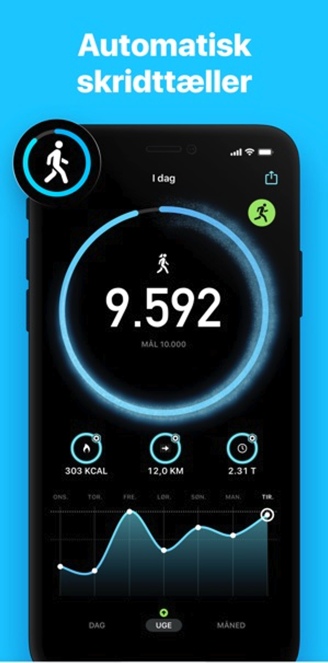 Automatisk
skridttæller
I dag
9.592
MÅL 10.000
303 KCAL 12,0 KM 2.31 T
ONS. TOR. FRE. LØR. SØN. MAN. TIR.
DAG UGE MÅNED